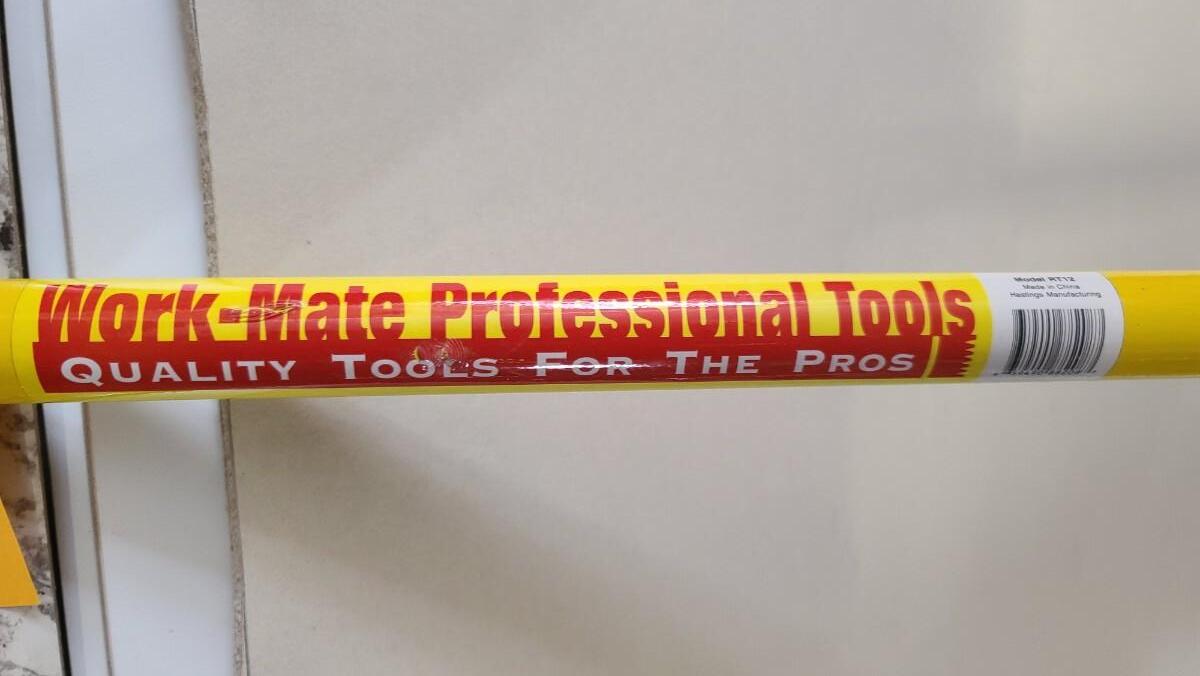 Work-Mate Professional Tools
QUALITY TOOLS FOR THE PROS
Model RT12
Made in China
Hastings Manufacturing